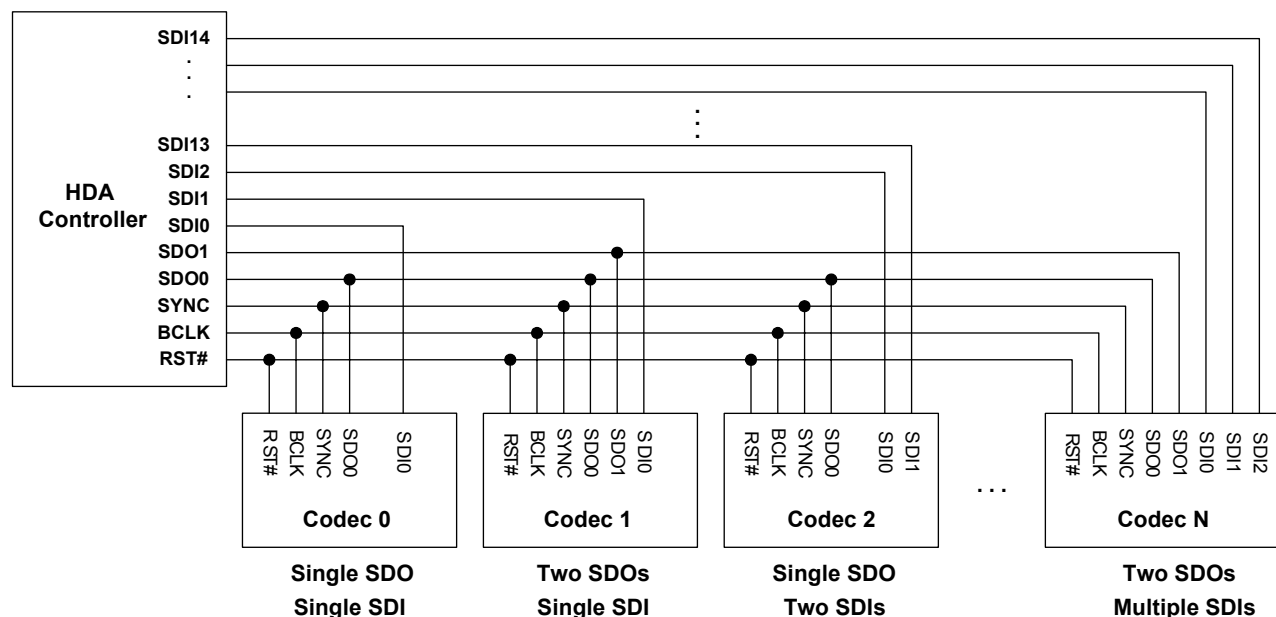 SDI14
.
.
.
SDI13
SDI2
SDI1
SDI0
SDO1
SDO0
SYNC
BCLK
RST#
HDA
Controller
.
.
.
RST#
BCLK
SYNC
SDO0
SDI0
Codec 0
Single SDO
Single SDI
RST#
BCLK
SYNC
SDO0
SDO1
SDI0
Codec 1
Two SDOs
Single SDI
RST#
BCLK
SYNC
SDO0
SDI0
SDI1
Codec 2
Single SDO
Two SDIs
. . .
RST#
BCLK
SYNC
SDO0
SDO1
SDI0
SDI1
SDI2
Codec N
Two SDOs
Multiple SDIs